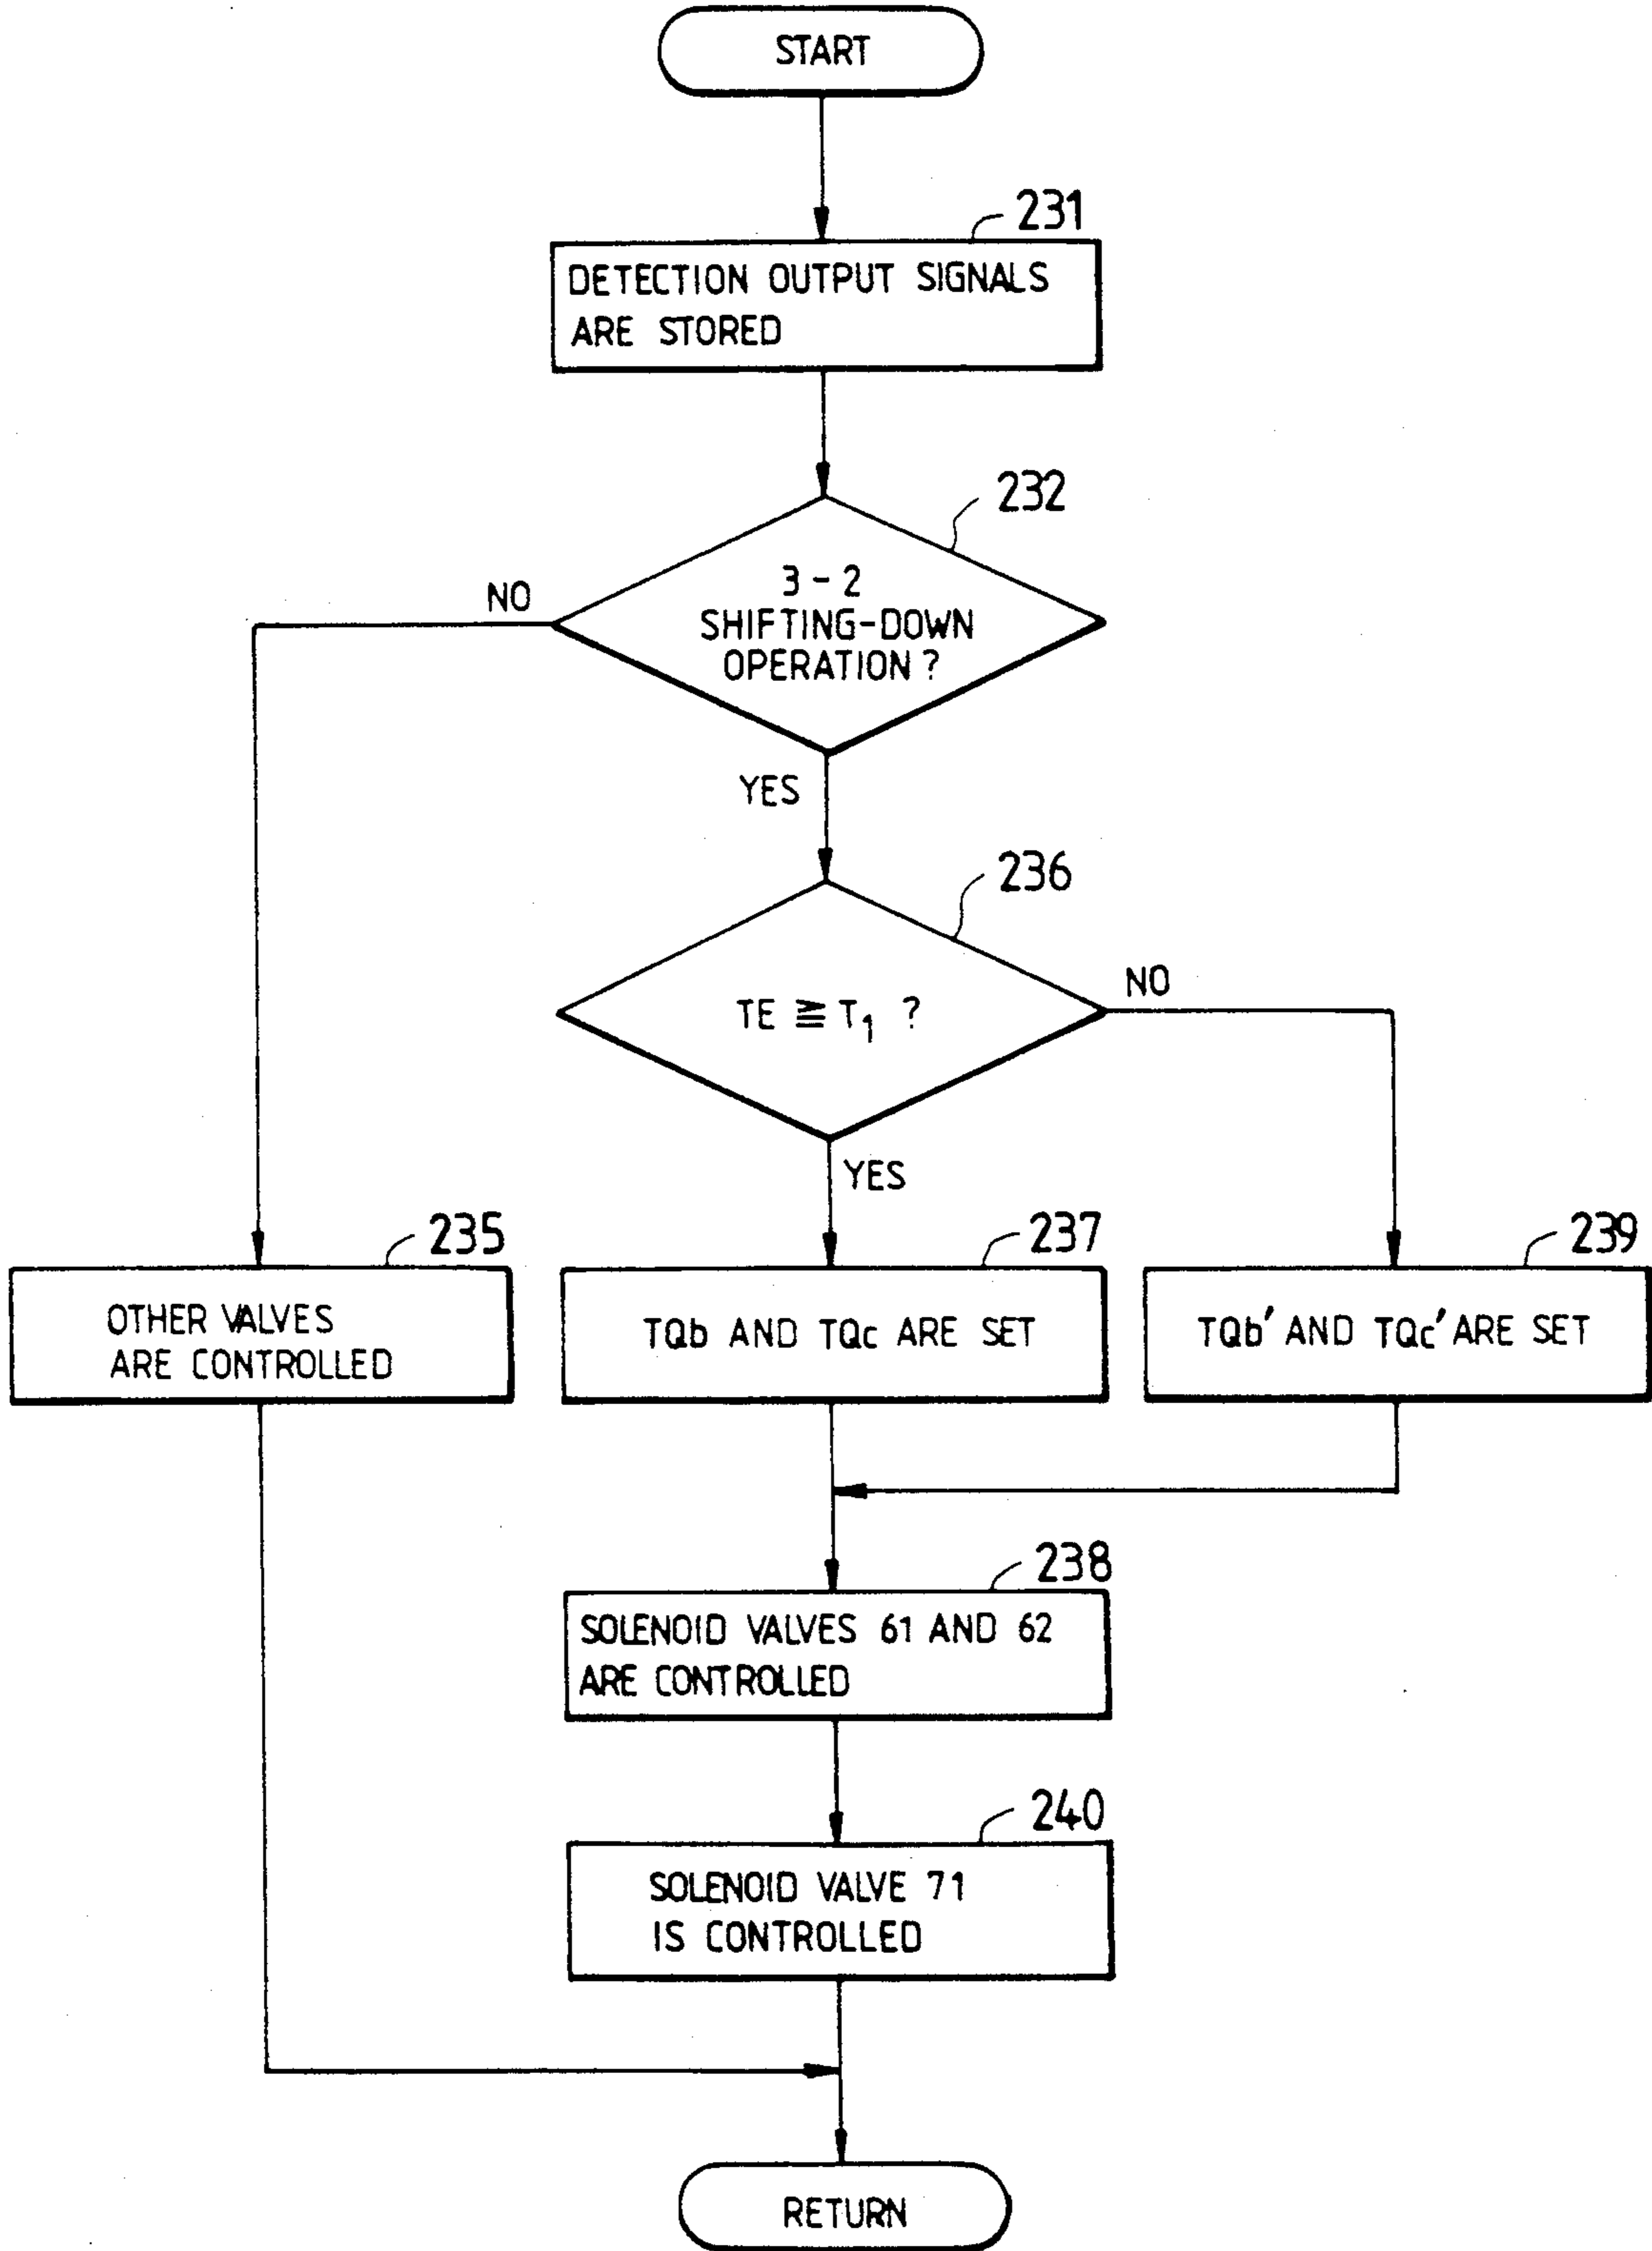 START
231
DETECTION OUTPUT SIGNALS
ARE STORED
232
3-2
SHIFTING-DOWN
OPERATION?
NO
YES
236
TE ≧ T₁ ?
NO
YES
235
OTHER VALVES
ARE CONTROLLED
237
TQb AND TQc ARE SET
239
TQb' AND TQc' ARE SET
238
SOLENOID VALVES 61 AND 62
ARE CONTROLLED
240
SOLENOID VALVE 71
IS CONTROLLED
RETURN